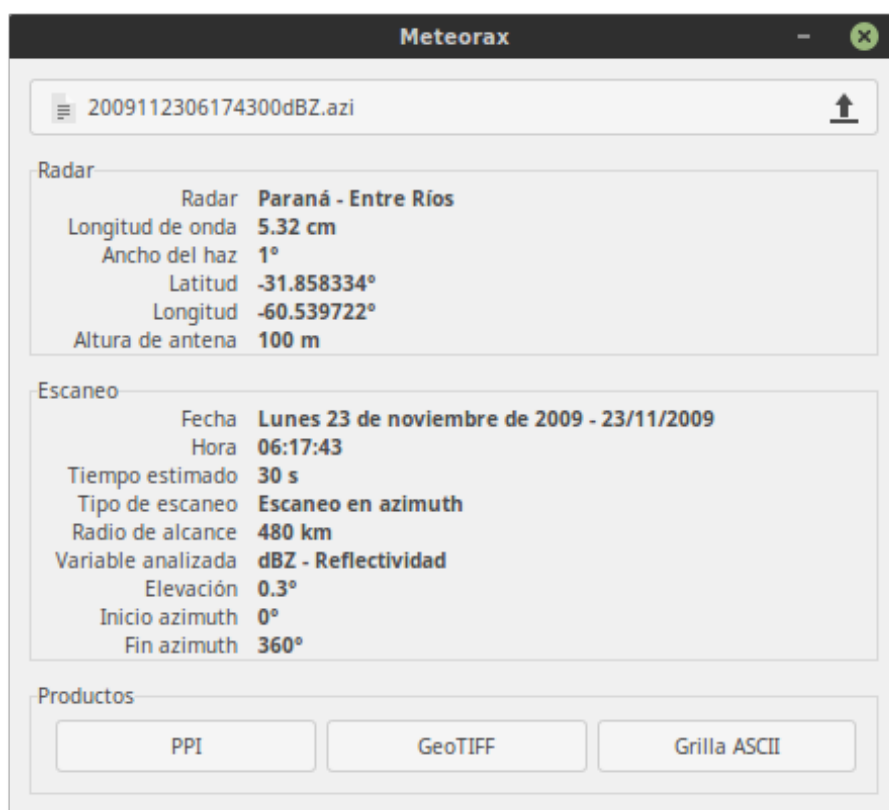 Meteorax
2009112306174300dBZ.azi
Radar
Radar Paraná - Entre Ríos
Longitud de onda 5.32 cm
Ancho del haz 1º
Latitud -31.858334º
Longitud -60.539722º
Altura de antena 100 m
Escaneo
Fecha Lunes 23 de noviembre de 2009 - 23/11/2009
Hora 06:17:43
Tiempo estimado 30 s
Tipo de escaneo Escaneo en azimuth
Radio de alcance 480 km
Variable analizada dBZ - Reflectividad
Elevación 0.3º
Inicio azimuth 0º
Fin azimuth 360º
Productos
PPI GeoTIFF Grilla ASCII